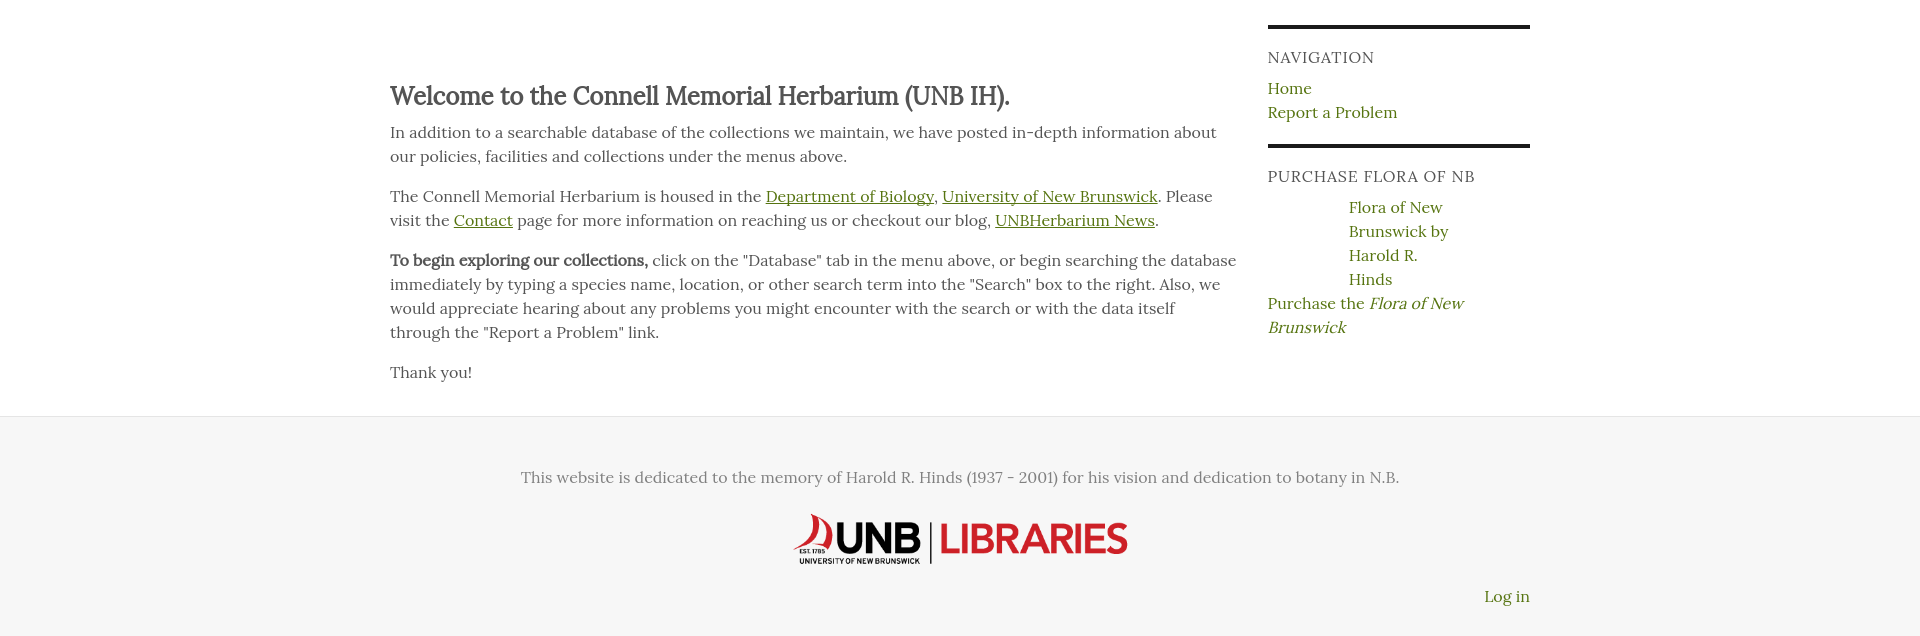 Welcome to the Connell Memorial Herbarium (UNB IH).
In addition to a searchable database of the collections we maintain, we have posted in-depth information about
our policies, facilities and collections under the menus above.
The Connell Memorial Herbarium is housed in the Department of Biology, University of New Brunswick. Please
visit the Contact page for more information on reaching us or checkout our blog, UNBHerbarium News.
To begin exploring our collections, click on the "Database" tab in the menu above, or begin searching the database
immediately by typing a species name, location, or other search term into the "Search" box to the right. Also, we
would appreciate hearing about any problems you might encounter with the search or with the data itself
through the "Report a Problem" link.
Thank you!
NAVIGATION
Home
Report a Problem
PURCHASE FLORA OF NB
Flora of New
Brunswick by
Harold R.
Hinds
Purchase the Flora of New
Brunswick
This website is dedicated to the memory of Harold R. Hinds (1937 - 2001) for his vision and dedication to botany in N.B.
EST. 1785
UNB | LIBRARIES
UNIVERSITY OF NEW BRUNSWICK
Log in